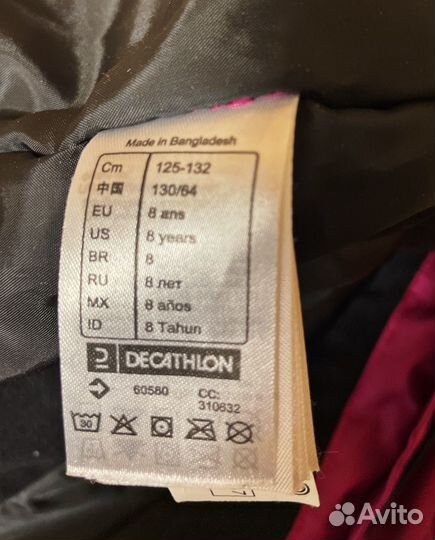 Made in Bangladesh
Cm 125-132
中国 130/64
EU 8 ans
US 8 years
BR 8
RU 8 лет
MX 8 años
ID 8 Tahun
DECATHLON
60580 CC:
310632
30
Avito